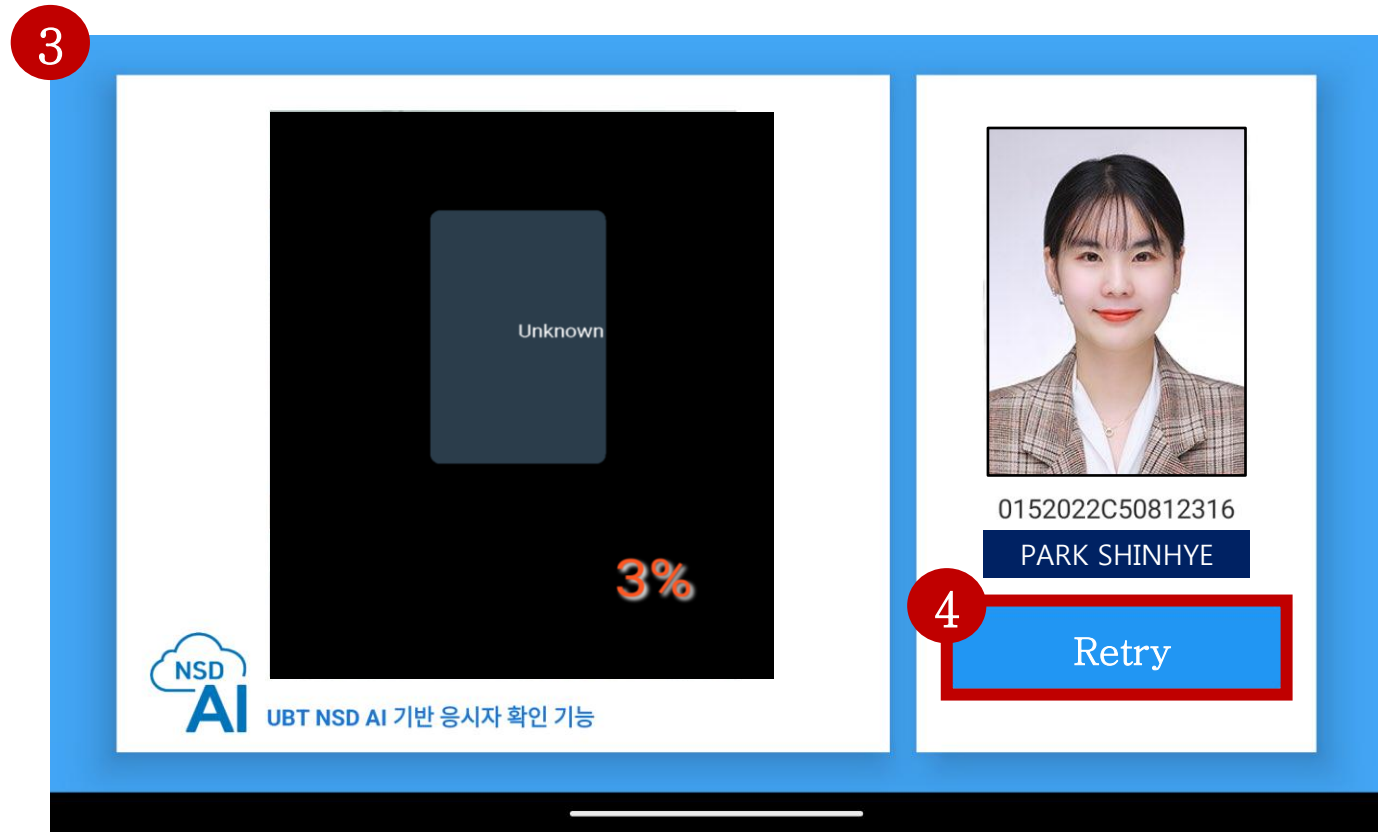 3
Unknown
3%
NSD
AI
UBT NSD AI 기반 응시자 확인 기능
0152022C50812316
PARK SHINHYE
4
Retry